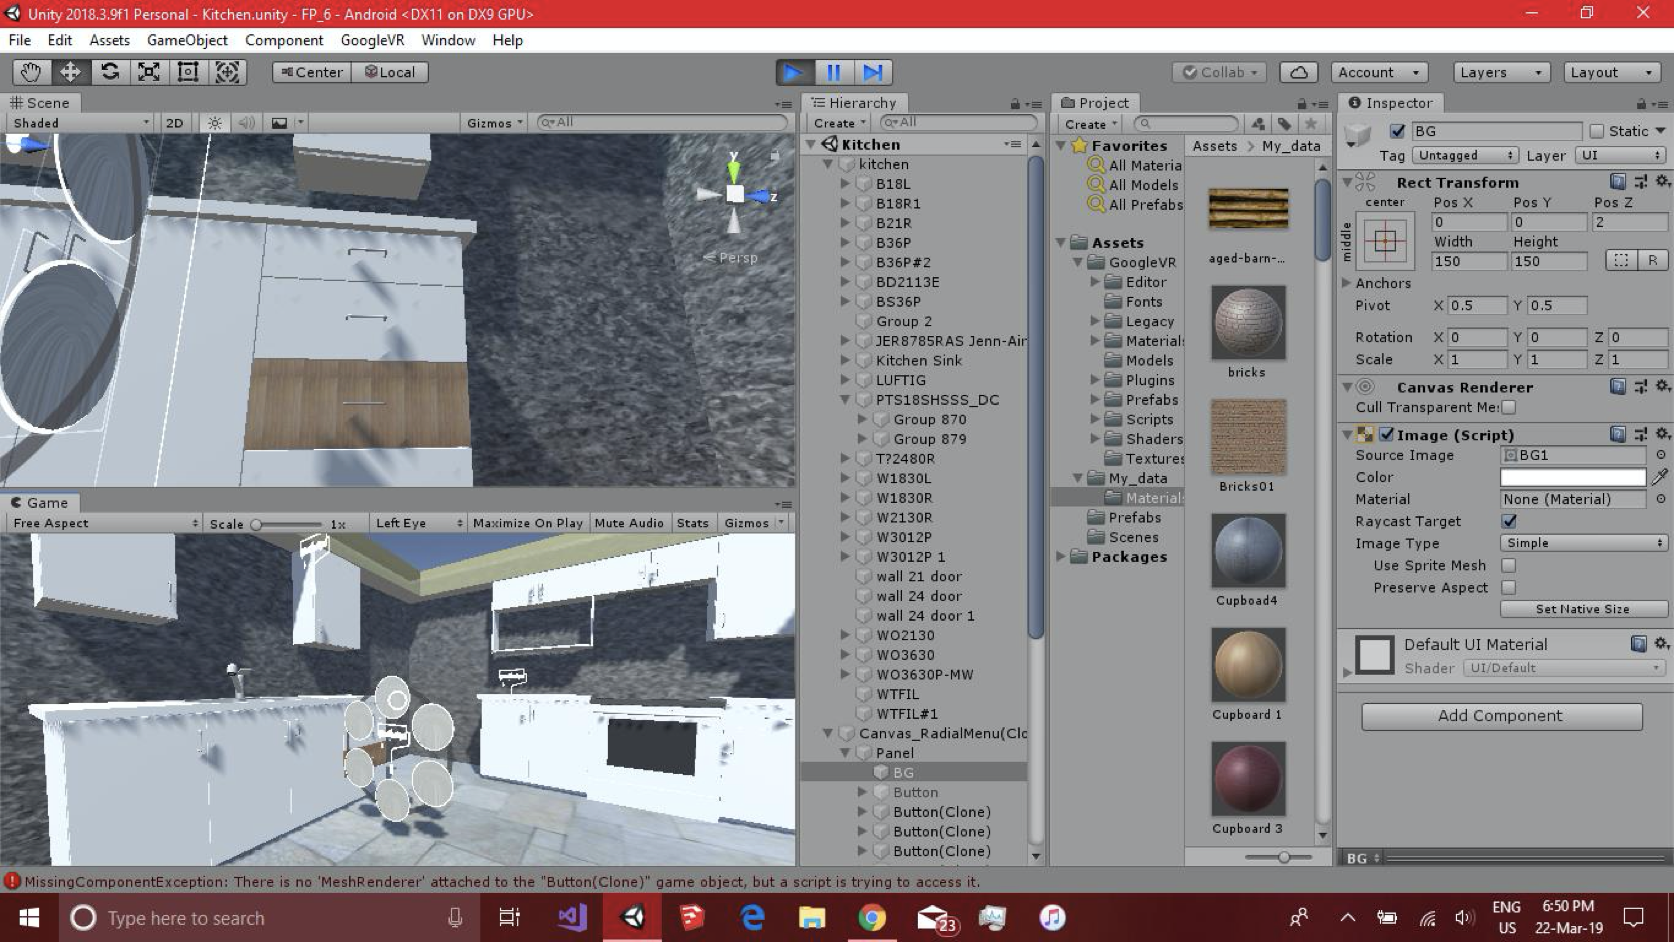 Unity 2018.3.9f1 Personal - Kitchen.unity - FP_6 - Android <DX11 on DX9 GPU>
File Edit Assets GameObject Component GoogleVR Window Help
Center Local Collab Account Layers Layout
Scene
Shaded 2D Gizmos All
y
z
Persp
Game
Free Aspect Scale 1x Left Eye Maximize On Play Mute Audio Stats Gizmos
Hierarchy
Create All
Kitchen
kitchen
B18L
B18R1
B21R
B36P
B36P#2
BD2113E
BS36P
Group 2
JER8785RAS Jenn-Air
Kitchen Sink
LUFTIG
PTS18SHSSS_DC
Group 870
Group 879
T?2480R
W1830L
W1830R
W2130R
W3012P
W3012P 1
wall 21 door
wall 24 door
wall 24 door 1
WO2130
WO3630
WO3630P-MW
WTFIL
WTFIL#1
Canvas_RadialMenu(Clo
Panel
BG
Button
Button(Clone)
Button(Clone)
Button(Clone)
Project
Create
Favorites
All Materia
All Models
All Prefabs
Assets
GoogleVR
Editor
Fonts
Legacy
Materials
Models
Plugins
Prefabs
Scripts
Shaders
Textures
My_data
Materials
Prefabs
Scenes
Packages
Assets > My_data
aged-barn-...
bricks
Bricks01
Cupboad4
Cupboard 1
Cupboard 3
Inspector
BG Static
Tag Untagged Layer UI
Rect Transform
center Pos X Pos Y Pos Z
middle 0 0 2
Width Height
150 150 R
Anchors
Pivot X 0.5 Y 0.5
Rotation X 0 Y 0 Z 0
Scale X 1 Y 1 Z 1
Canvas Renderer
Cull Transparent Mes
Image (Script)
Source Image BG1
Color
Material None (Material)
Raycast Target
Image Type Simple
Use Sprite Mesh
Preserve Aspect
Set Native Size
Default UI Material
Shader UI/Default
Add Component
BG
MissingComponentException: There is no 'MeshRenderer' attached to the "Button(Clone)" game object, but a script is trying to access it.
Type here to search 23 ENG US 6:50 PM 22-Mar-19